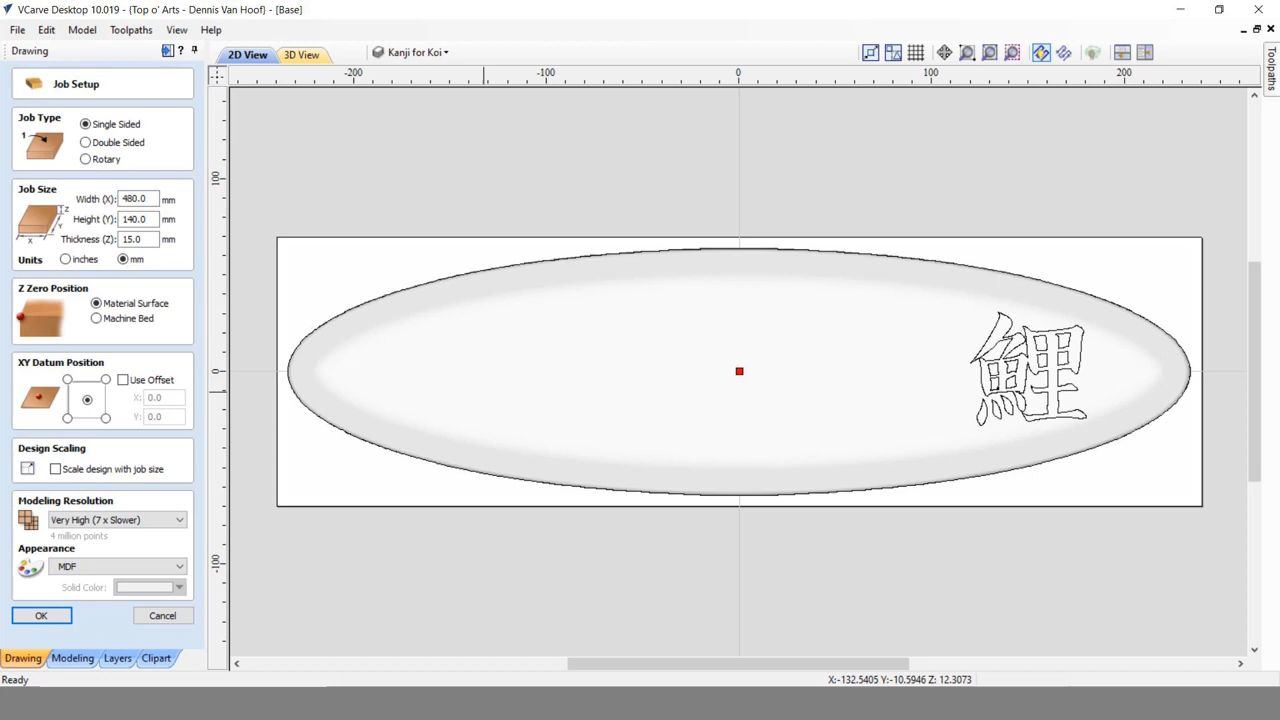 VCarve Desktop 10.019 - {Top o' Arts - Dennis Van Hoof} - [Base]
File Edit Model Toolpaths View Help
Drawing ?
2D View 3D View Kanji for Koi
Toolpaths
-200 -100 0 100 200
100
0
-100
Job Setup
Job Type
1
Single Sided
Double Sided
Rotary
Job Size
Z
Y
X
Width (X): 480.0 mm
Height (Y): 140.0 mm
Thickness (Z): 15.0 mm
Units inches mm
Z Zero Position
Material Surface
Machine Bed
XY Datum Position
Use Offset
X: 0.0
Y: 0.0
Design Scaling
Scale design with job size
Modeling Resolution
Very High (7 x Slower)
4 million points
Appearance
MDF
Solid Color:
OK Cancel
Drawing Modeling Layers Clipart
鯉
Ready X:-132.5405 Y:-10.5946 Z: 12.3073